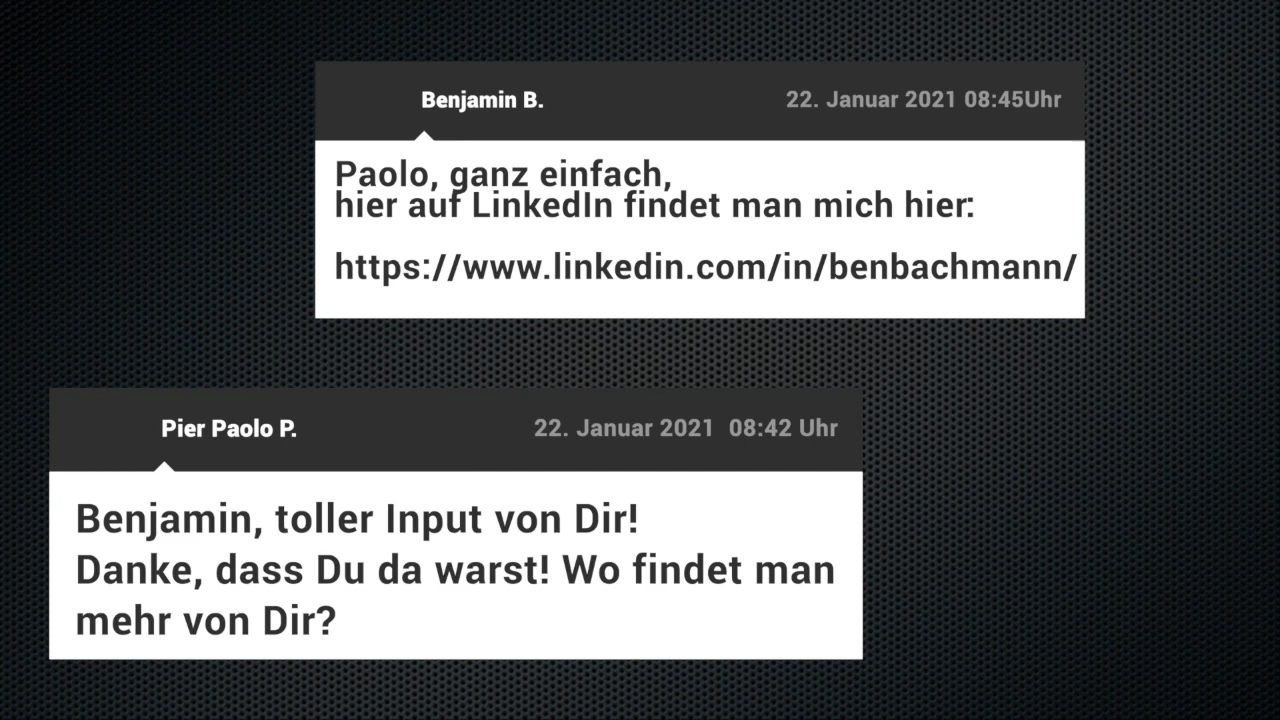 Benjamin B.
22. Januar 2021 08:45Uhr
Paolo, ganz einfach,
hier auf LinkedIn findet man mich hier:
https://www.linkedin.com/in/benbachmann/
Pier Paolo P.
22. Januar 2021  08:42 Uhr
Benjamin, toller Input von Dir!
Danke, dass Du da warst! Wo findet man
mehr von Dir?